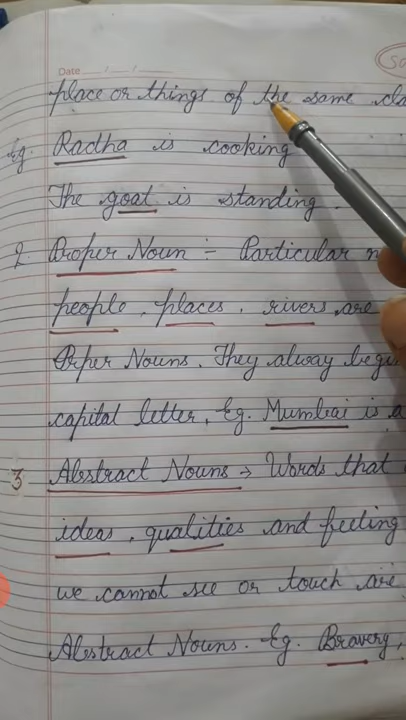 Date
place or things of the same
Eg. Radha is cooking
The goat is standing.
2. Proper Noun :- Particular
people, places, rivers are
Prper Nouns. They alway
capital letter, Eg. Mumbai is a
3 Abstract Nouns → Words that
ideas, qualities and feeling
we cannot see or touch are
Abstract Nouns. Eg. Bravery,